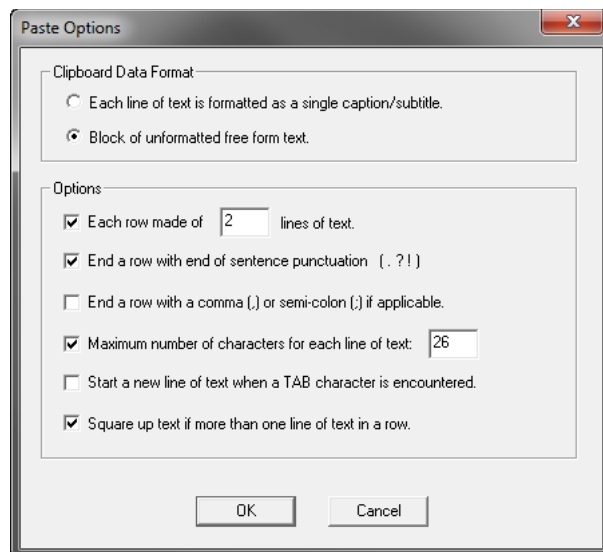 Paste Options
Clipboard Data Format
Each line of text is formatted as a single caption/subtitle.
Block of unformatted free form text.
Options
Each row made of 2 lines of text.
End a row with end of sentence punctuation ( . ? ! )
End a row with a comma (,) or semi-colon (;) if applicable.
Maximum number of characters for each line of text: 26
Start a new line of text when a TAB character is encountered.
Square up text if more than one line of text in a row.
OK Cancel